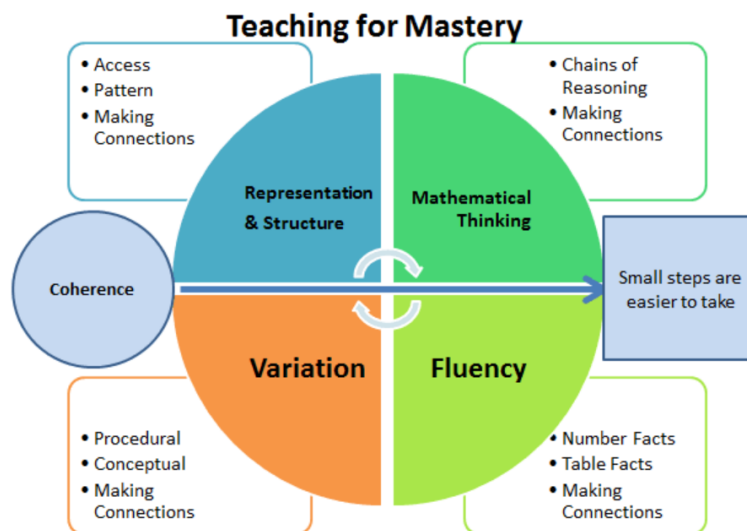 Teaching for Mastery
• Access
• Pattern
• Making
Connections
• Chains of
Reasoning
• Making
Connections
Representation
& Structure
Mathematical
Thinking
Coherence
Small steps are
easier to take
Variation
Fluency
• Procedural
• Conceptual
• Making
Connections
• Number Facts
• Table Facts
• Making
Connections